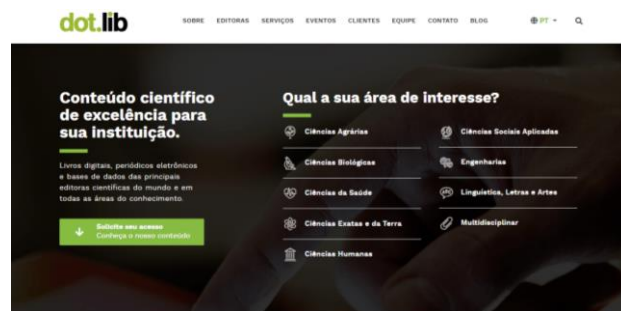 dot.lib
SOBRE EDITORAS SERVIÇOS EVENTOS CLIENTES EQUIPE CONTATO BLOG PT
Conteúdo científico
de excelência para
sua instituição.
Livros digitais, periódicos eletrônicos
e bases de dados das principais
editoras científicas do mundo e em
todas as áreas do conhecimento.
Solicite seu acesso
Conheça o nosso conteúdo
Qual a sua área de interesse?
Ciências Agrárias
Ciências Biológicas
Ciências da Saúde
Ciências Exatas e da Terra
Ciências Humanas
Ciências Sociais Aplicadas
Engenharias
Linguística, Letras e Artes
Multidisciplinar